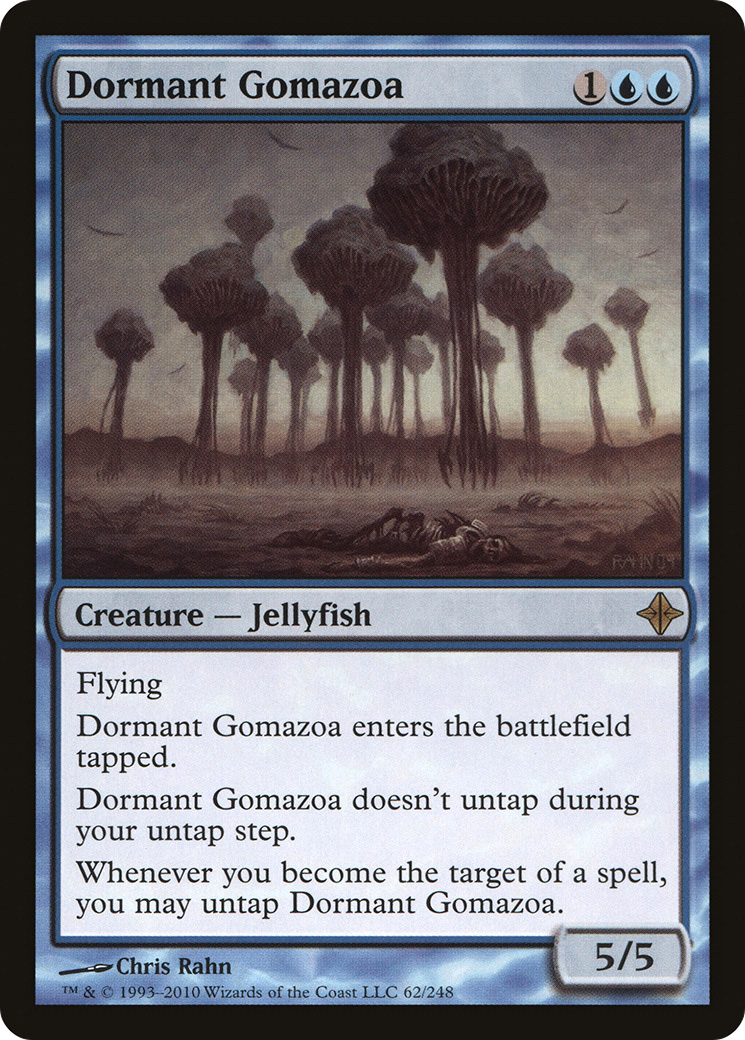 Dormant Gomazoa 1
Creature — Jellyfish
Flying
Dormant Gomazoa enters the battlefield
tapped.
Dormant Gomazoa doesn't untap during
your untap step.
Whenever you become the target of a spell,
you may untap Dormant Gomazoa.
5/5
Chris Rahn
™ & © 1993–2010 Wizards of the Coast LLC 62/248